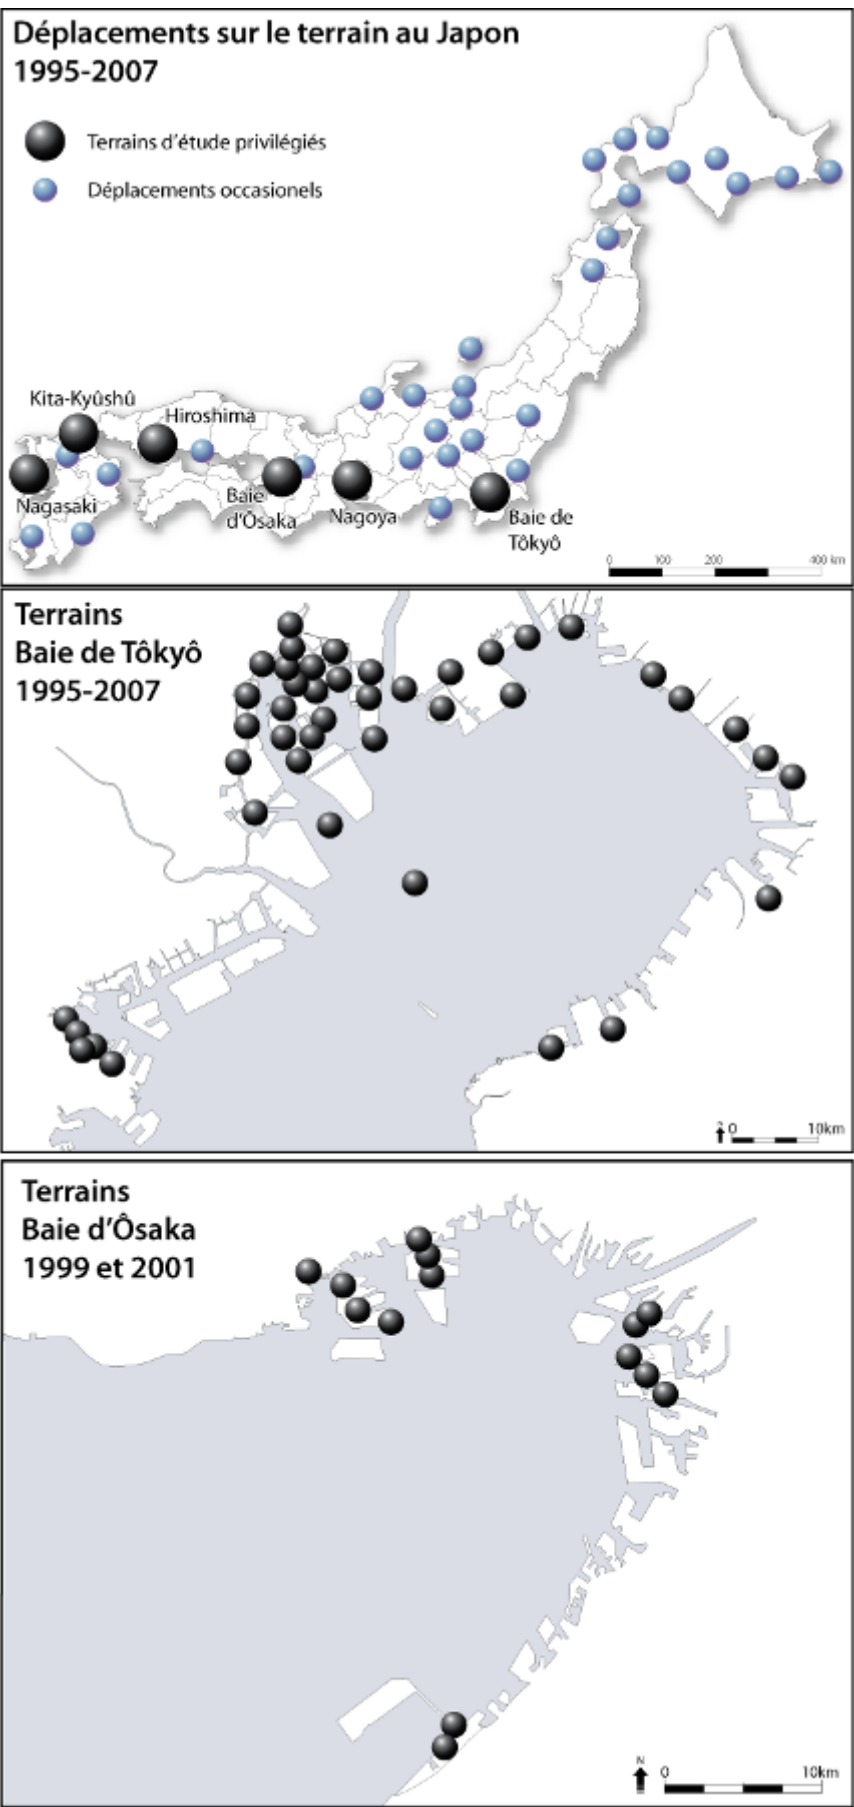 Déplacements sur le terrain au Japon
1995-2007
Terrains d'étude privilégiés
Déplacements occasionels
Kita-Kyûshû
Hiroshima
Nagasaki
Baie
d'Ôsaka
Nagoya
Baie de
Tôkyô
0 100 200 400 km
Terrains
Baie de Tôkyô
1995-2007
0 10km
Terrains
Baie d'Ôsaka
1999 et 2001
N
0 10km